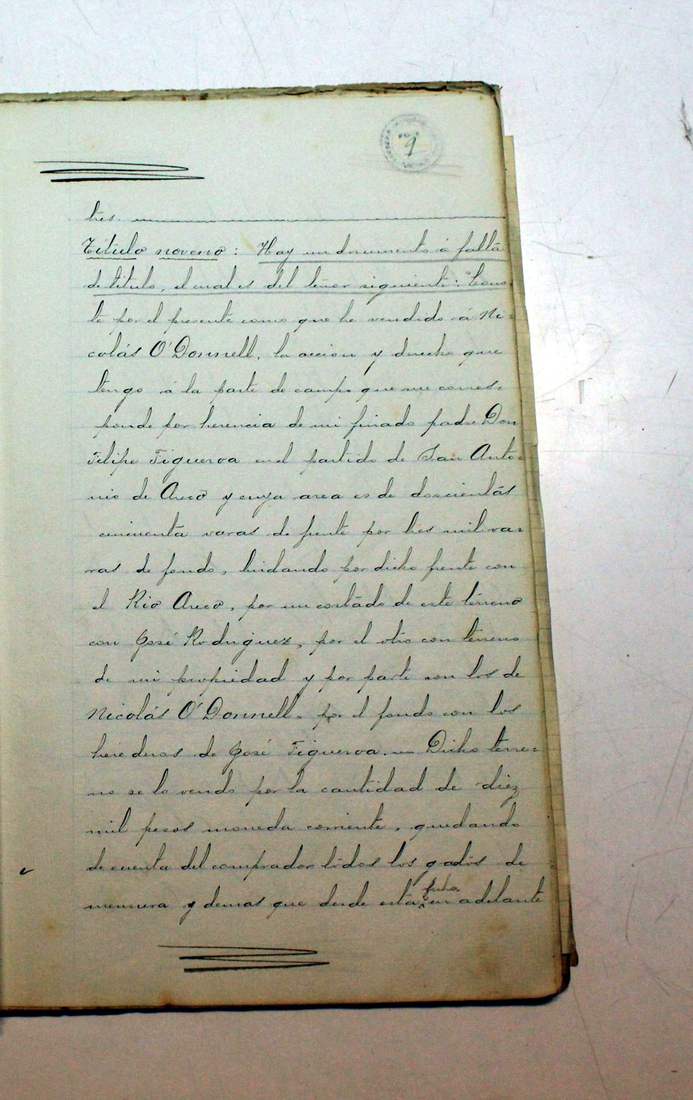 9
tres
Título noveno: Hay un documento á falta
de título, el cual es del tenor siguiente: "Cons-
te por el presente como que he vendido á Ni-
colás O'Donnell, la accion y derecho que
tengo á la parte de campo que me corres-
ponde por herencia de mi finado padre Don
Felipe Figueroa en el partido de San Anto-
nio de Areco y cuya area es de doscientas
cincuenta varas de frente por tres mil va-
ras de fondo, lindando por dicho frente con
el Rio Areco, por un costado de este terreno
con José Rodriguez, por el otro con terreno
de mi propiedad y por parte con los de
Nicolás O'Donnell, por el fondo con los
herederos de José Figueroa. Dicho terre-
no se lo vendo por la cantidad de diez
mil pesos moneda corriente, quedando
de cuenta del comprador todos los gastos de
mensura y demas que desde esta fecha en adelante